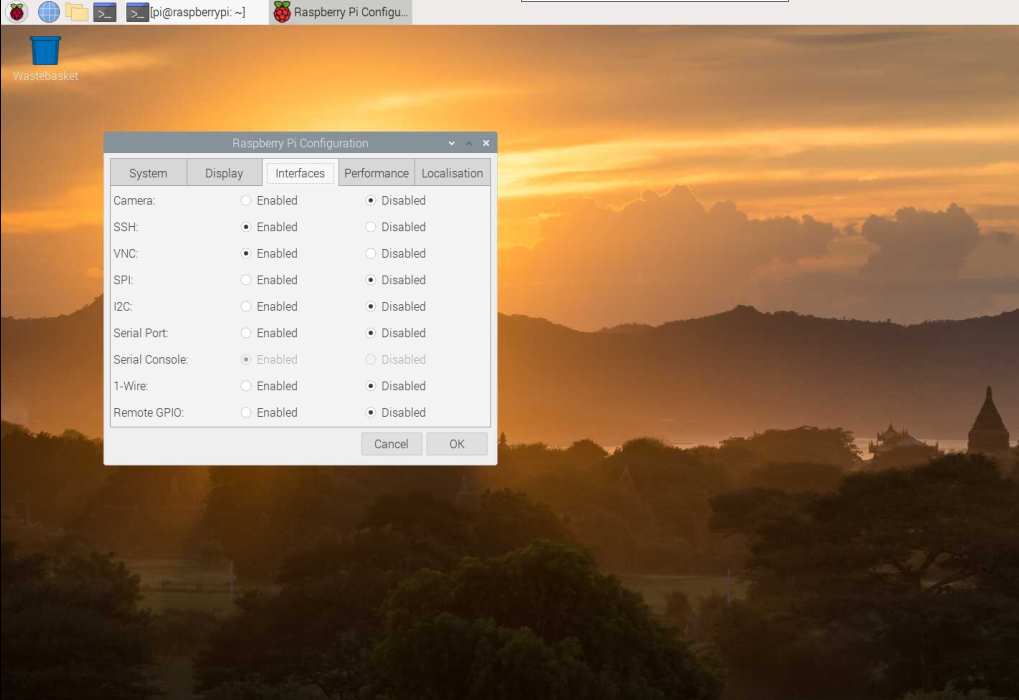 [pi@raspberrypi: ~] Raspberry Pi Configu...
Wastebasket
Raspberry Pi Configuration
System Display Interfaces Performance Localisation
Camera: Enabled Disabled
SSH: Enabled Disabled
VNC: Enabled Disabled
SPI: Enabled Disabled
I2C: Enabled Disabled
Serial Port: Enabled Disabled
Serial Console: Enabled Disabled
1-Wire: Enabled Disabled
Remote GPIO: Enabled Disabled
Cancel OK